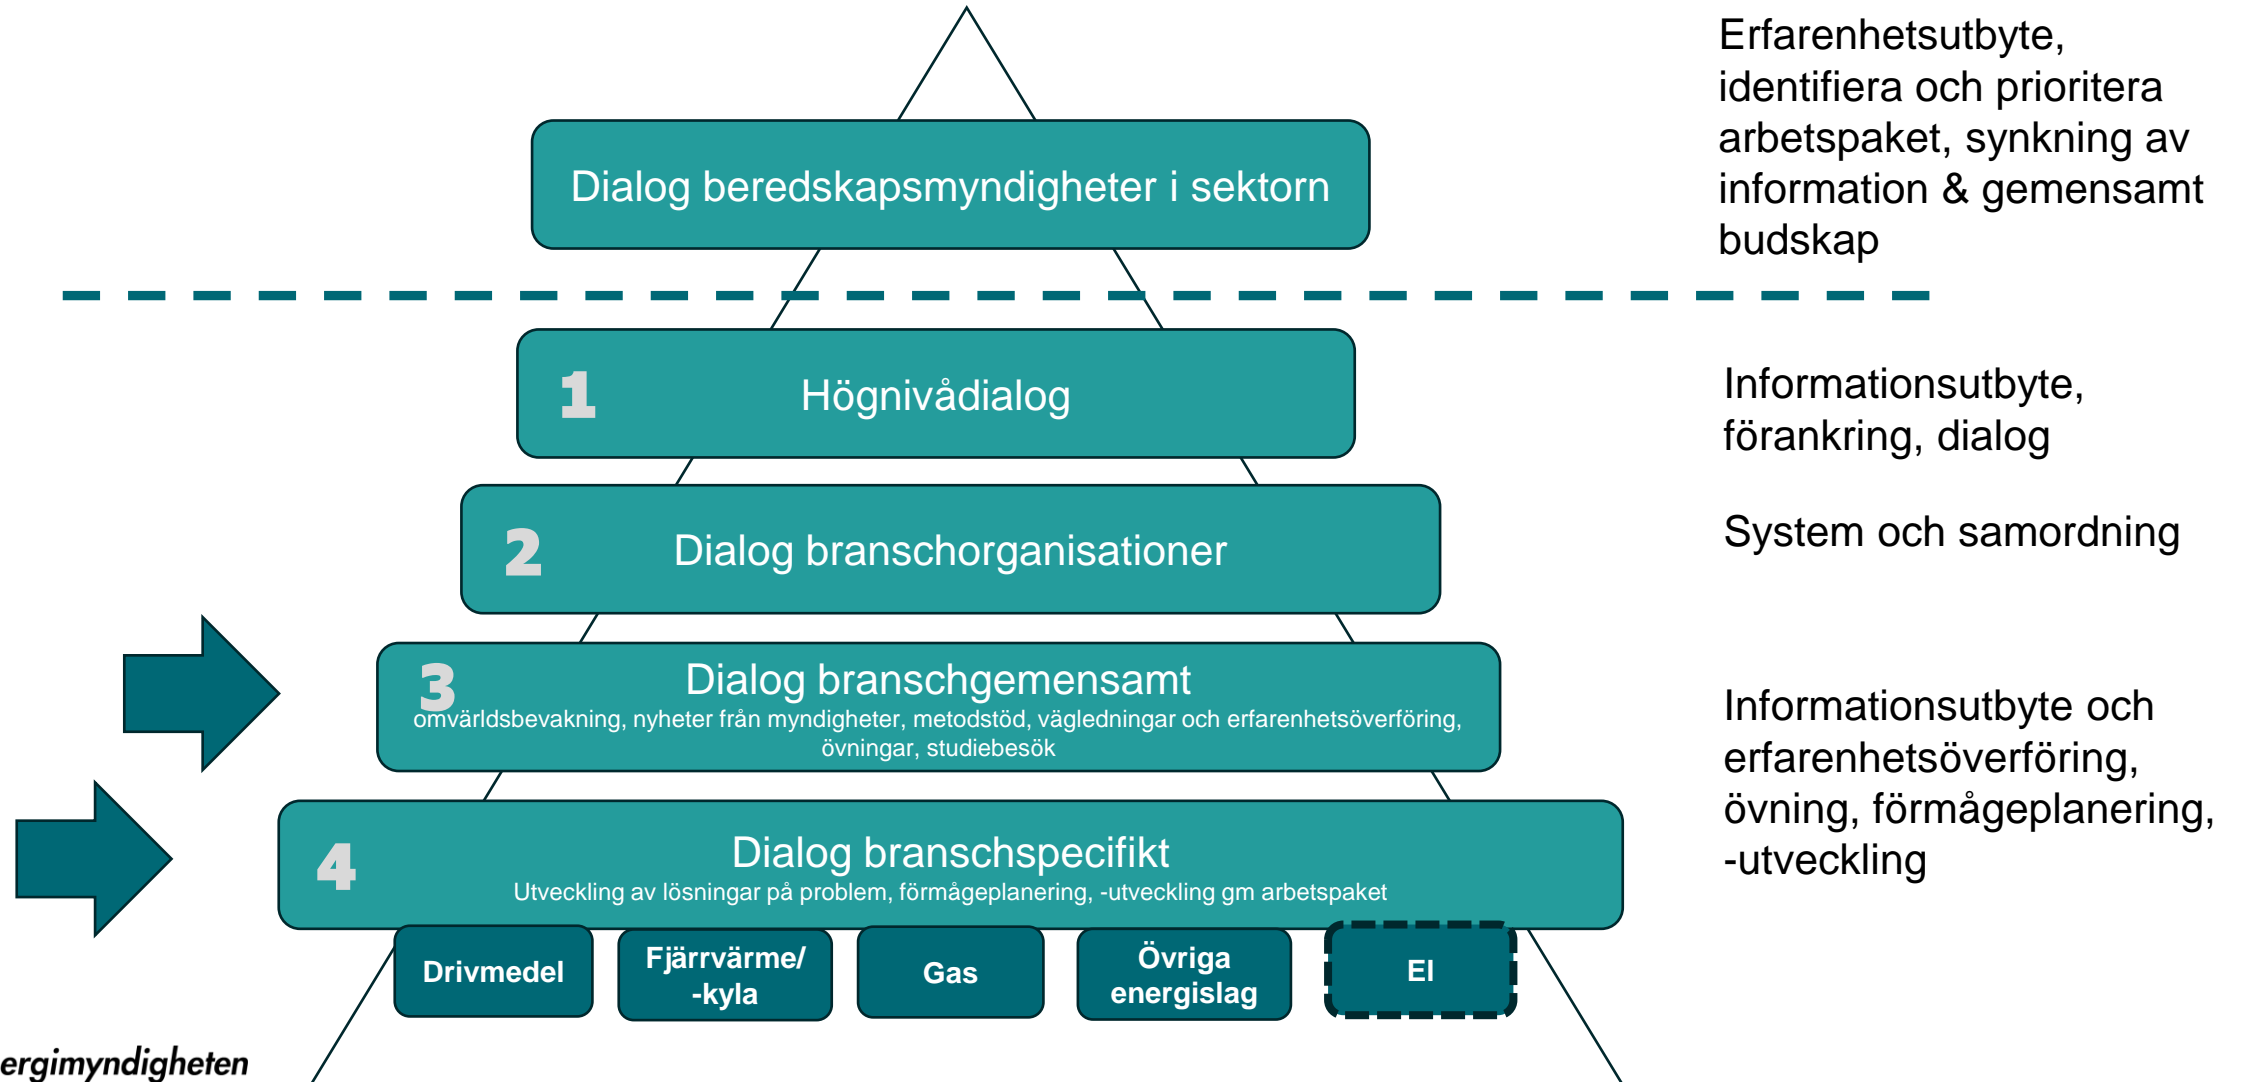 Erfarenhetsutbyte,
identifiera och prioritera
arbetspaket, synkning av
information & gemensamt
budskap
Dialog beredskapsmyndigheter i sektorn
1
Högnivådialog
Informationsutbyte,
förankring, dialog
2
Dialog branschorganisationer
System och samordning
3
Dialog branschgemensamt
omvärldsbevakning, nyheter från myndigheter, metodstöd, vägledningar och erfarenhetsöverföring,
övningar, studiebesök
Informationsutbyte och
erfarenhetsöverföring,
övning, förmågeplanering,
-utveckling
4
Dialog branschspecifikt
Utveckling av lösningar på problem, förmågeplanering, -utveckling gm arbetspaket
Drivmedel
Fjärrvärme/
-kyla
Gas
Övriga
energislag
El
ergimyndigheten